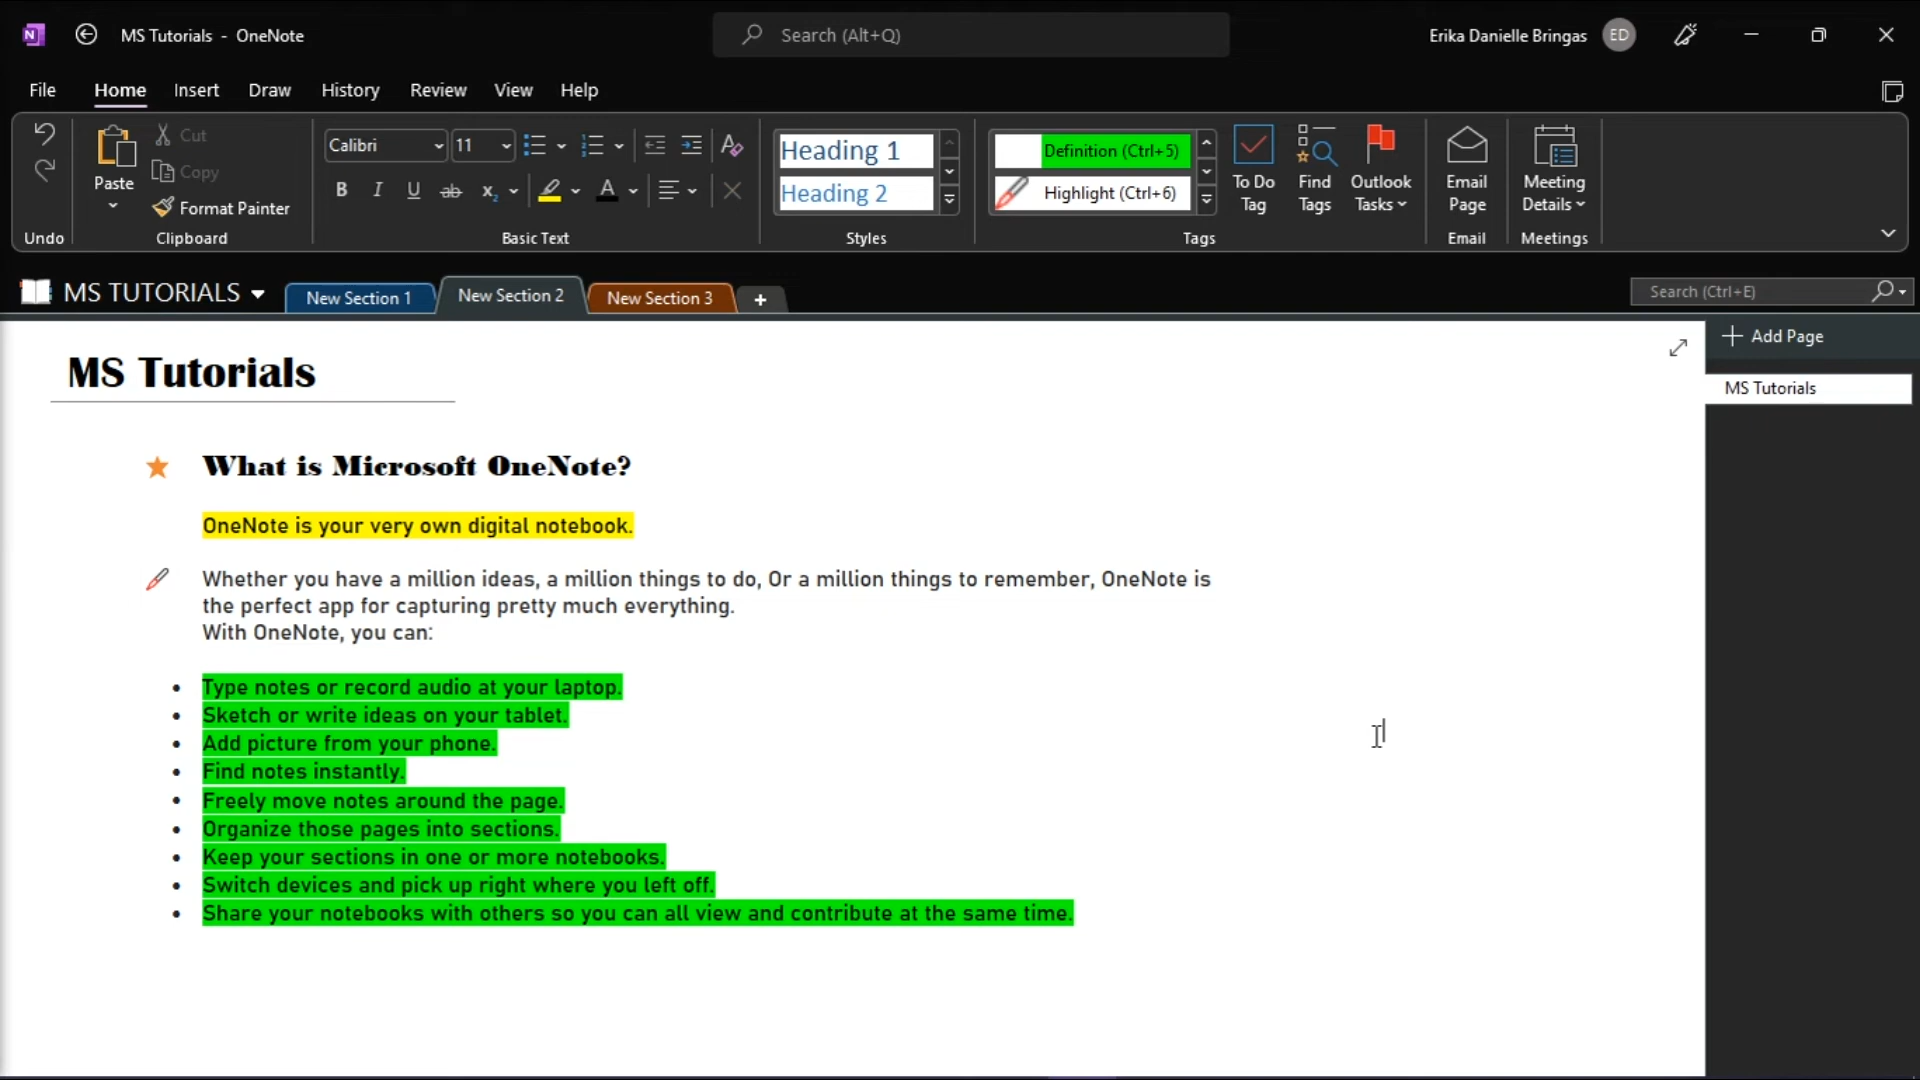 MS Tutorials - OneNote
Search (Alt+Q)
Erika Danielle Bringas
ED
File Home Insert Draw History Review View Help
Paste
Cut
Copy
Format Painter
Calibri 11
B I U ab x₂ A
Heading 1
Heading 2
Definition (Ctrl+5)
Highlight (Ctrl+6)
To Do
Tag
Find
Tags
Outlook
Tasks
Email
Page
Meeting
Details
Undo Clipboard Basic Text Styles Tags Email Meetings
MS TUTORIALS New Section 1 New Section 2 New Section 3 +
Search (Ctrl+E)
Add Page
MS Tutorials
MS Tutorials
What is Microsoft OneNote?
OneNote is your very own digital notebook.
Whether you have a million ideas, a million things to do, Or a million things to remember, OneNote is
the perfect app for capturing pretty much everything.
With OneNote, you can:
• Type notes or record audio at your laptop.
• Sketch or write ideas on your tablet.
• Add picture from your phone.
• Find notes instantly.
• Freely move notes around the page.
• Organize those pages into sections.
• Keep your sections in one or more notebooks.
• Switch devices and pick up right where you left off.
• Share your notebooks with others so you can all view and contribute at the same time.